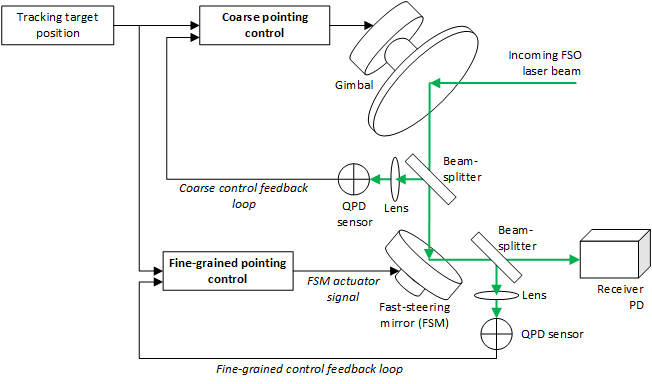 Tracking target
position
Coarse pointing
control
Gimbal
Incoming FSO
laser beam
Beam-
splitter
Coarse control feedback
loop
QPD
sensor
Lens
Beam-
splitter
Fine-grained pointing
control
FSM actuator
signal
Fast-steering
mirror (FSM)
Lens
Receiver
PD
QPD sensor
Fine-grained control feedback loop